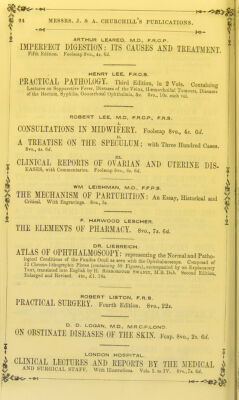 24 MESSRS. J. & A. CHURCHILL'S PUBLICATIONS.
ARTHUR LEARED, M.D., F.R.C.P.
IMPERFECT DIGESTION: ITS CAUSES AND TREATMENT.
Fifth Edition. Foolscap 8vo., 4s. 6d.
HENRY LEE, F.R.C.S.
PRACTICAL PATHOLOGY. Third Edition, in 2 Vols. Containing
Lectures on Suppurative Fever, Diseases of the Veins, Hæmorrhoidal Tumours, Diseases
of the Rectum, Syphilis, Gonorrhœal Ophthalmia, &c. 8vo., 10s. each vol.
ROBERT LEE, M.D., F.R.C.P., F.R.S.
I.
CONSULTATIONS IN MIDWIFERY. Foolscap 8vo., 4s. 6d.
II.
A TREATISE ON THE SPECULUM; with Three Hundred Cases.
8vo., 4s. 6d.
III.
CLINICAL REPORTS OF OVARIAN AND UTERINE DIS-
EASES, with Commentaries. Foolscap 8vo., 6s. 6d.
WM. LEISHMAN, M.D., F.F.P.S.
THE MECHANISM OF PARTURITION: An Essay, Historical and
Critical. With Engravings. 8vo., 5s.
F. HARWOOD LESCHER.
THE ELEMENTS OF PHARMACY. 8vo., 7s. 6d.
DR. LIEBREICH.
ATLAS OF OPHTHALMOSCOPY: representing the Normal and Patho-
logical Conditions of the Fundus Oculi as seen with the Ophthalmoscope. Composed of
12 Chromo-lithographic Plates (containing 59 Figures), accompanied by an Explanatory
Text, translated into English by H. ROSBOROUGH SWANZY, M.B. Dub. Second Edition,
Enlarged and Revised. 4to., £1. 10s.
ROBERT LISTON, F.R.S.
PRACTICAL SURGERY. Fourth Edition. 8vo., 22s.
D. D. LOGAN, M.D., M.R.C.P.LOND.
ON OBSTINATE DISEASES OF THE SKIN. Fcap. 8vo., 2s. 6d.
LONDON HOSPITAL.
CLINICAL LECTURES AND REPORTS BY THE MEDICAL
AND SURGICAL STAFF. With Illustrations. Vols. I. to IV. 8vo., 7s. 6d.